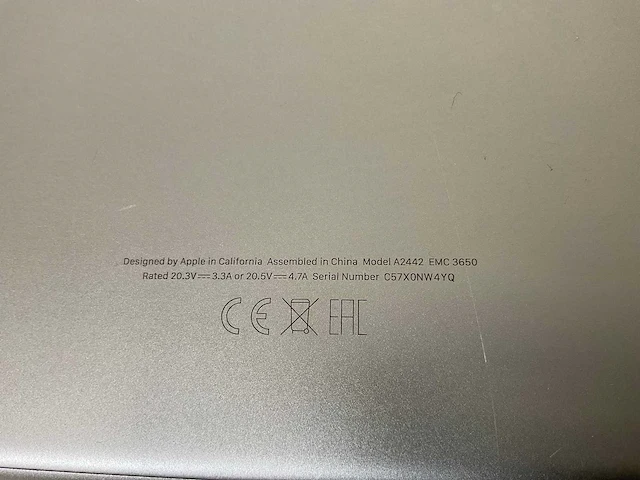 Designed by Apple in California Assembled in China Model A2442 EMC 3650
Rated 20.3V⎓3.3A or 20.5V⎓4.7A Serial Number C57X0NW4YQ
CE EAC